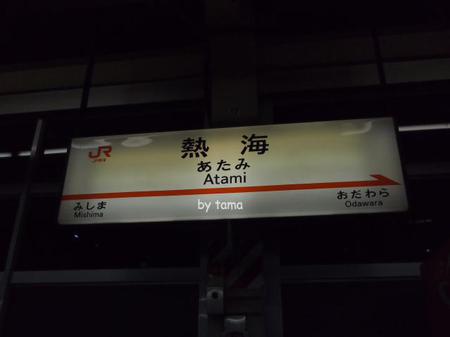 JR
熱海
あたみ
Atami
みしま
Mishima
おだわら
Odawara
by tama